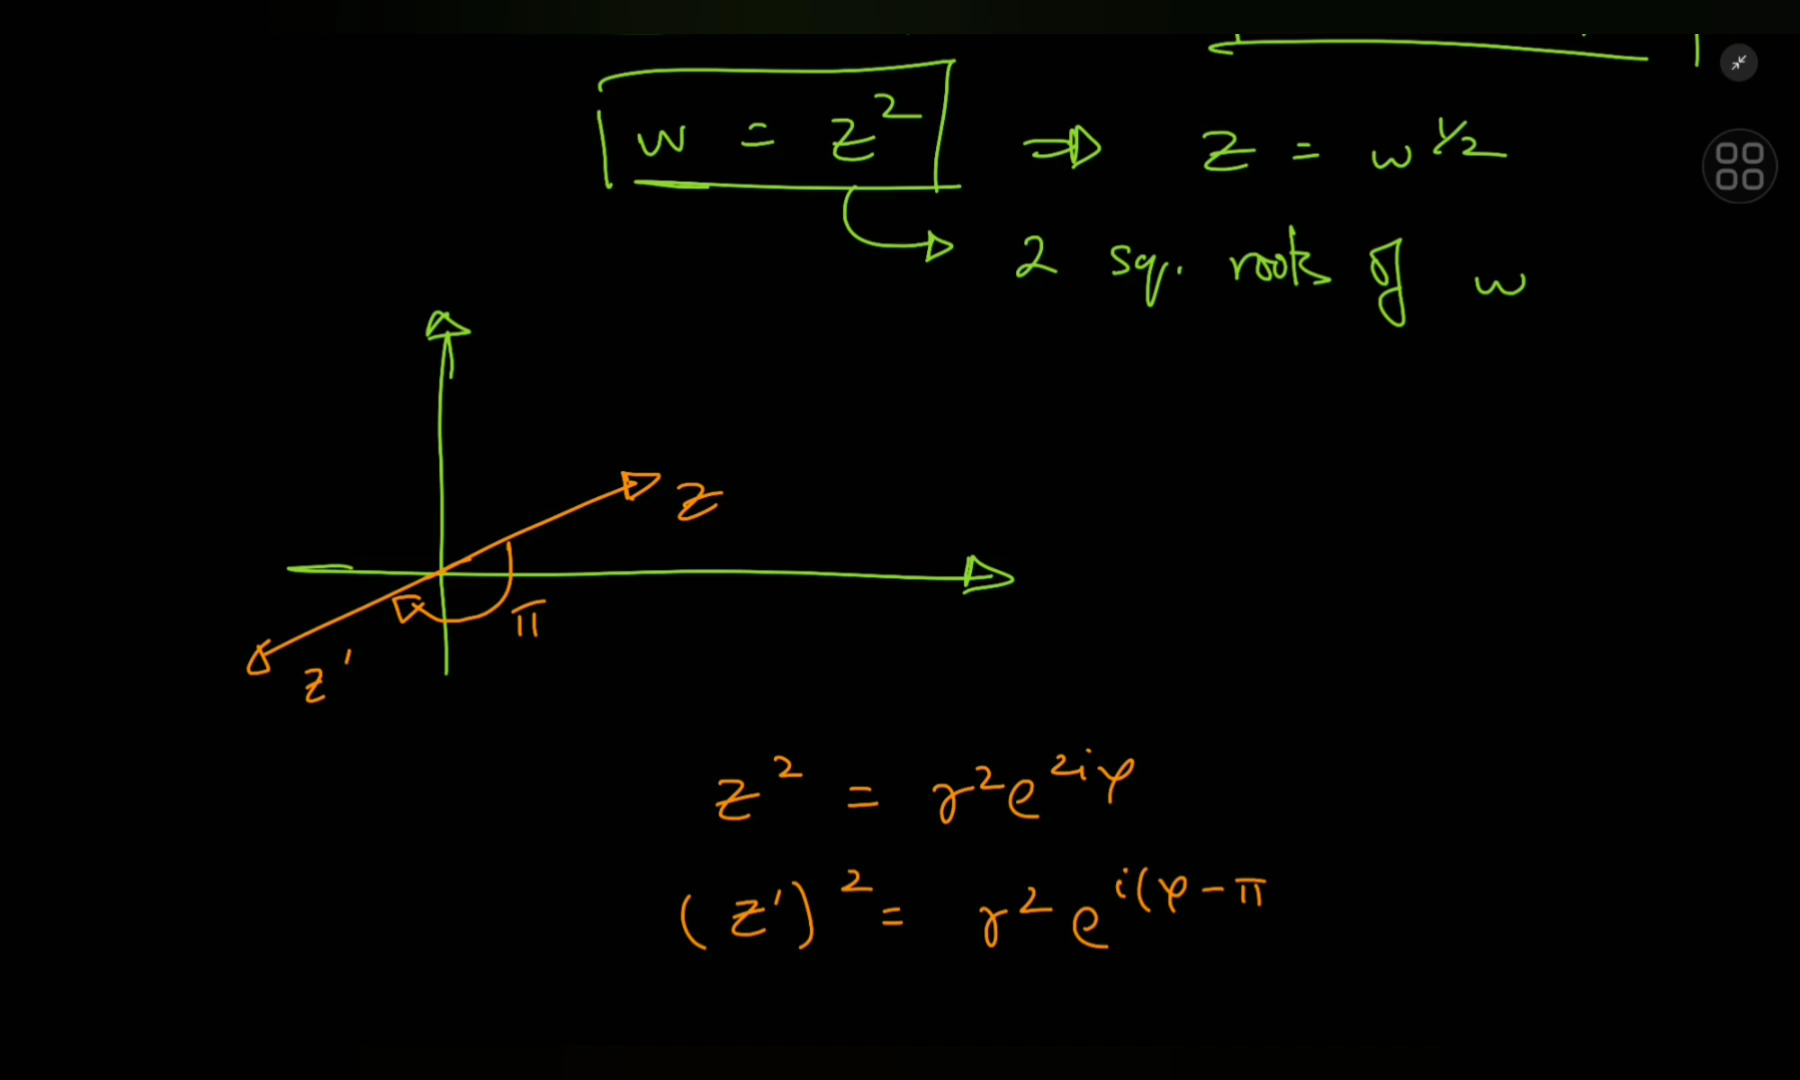 w = z² ⇒ z = w^1/2
2 sq. roots of w
z
π
z'
z² = r²e^2iφ
(z')² = r²e^i(φ-π